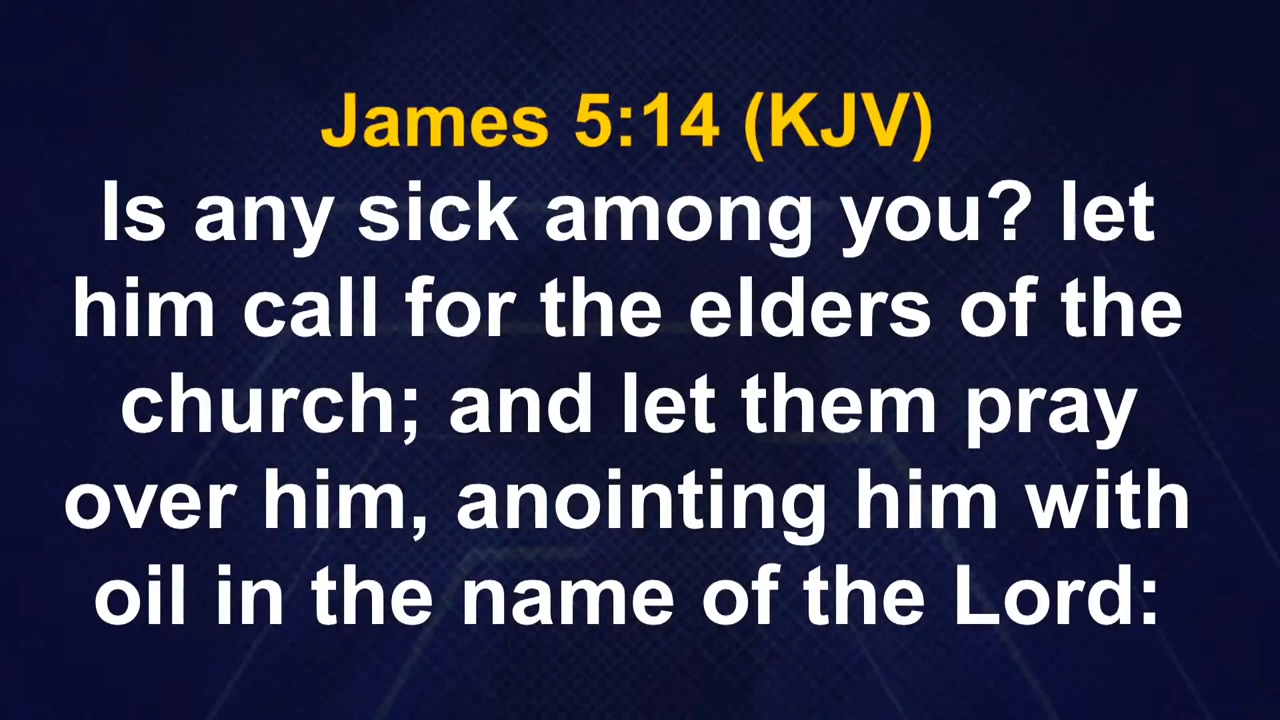 James 5:14 (KJV)
Is any sick among you? let
him call for the elders of the
church; and let them pray
over him, anointing him with
oil in the name of the Lord: